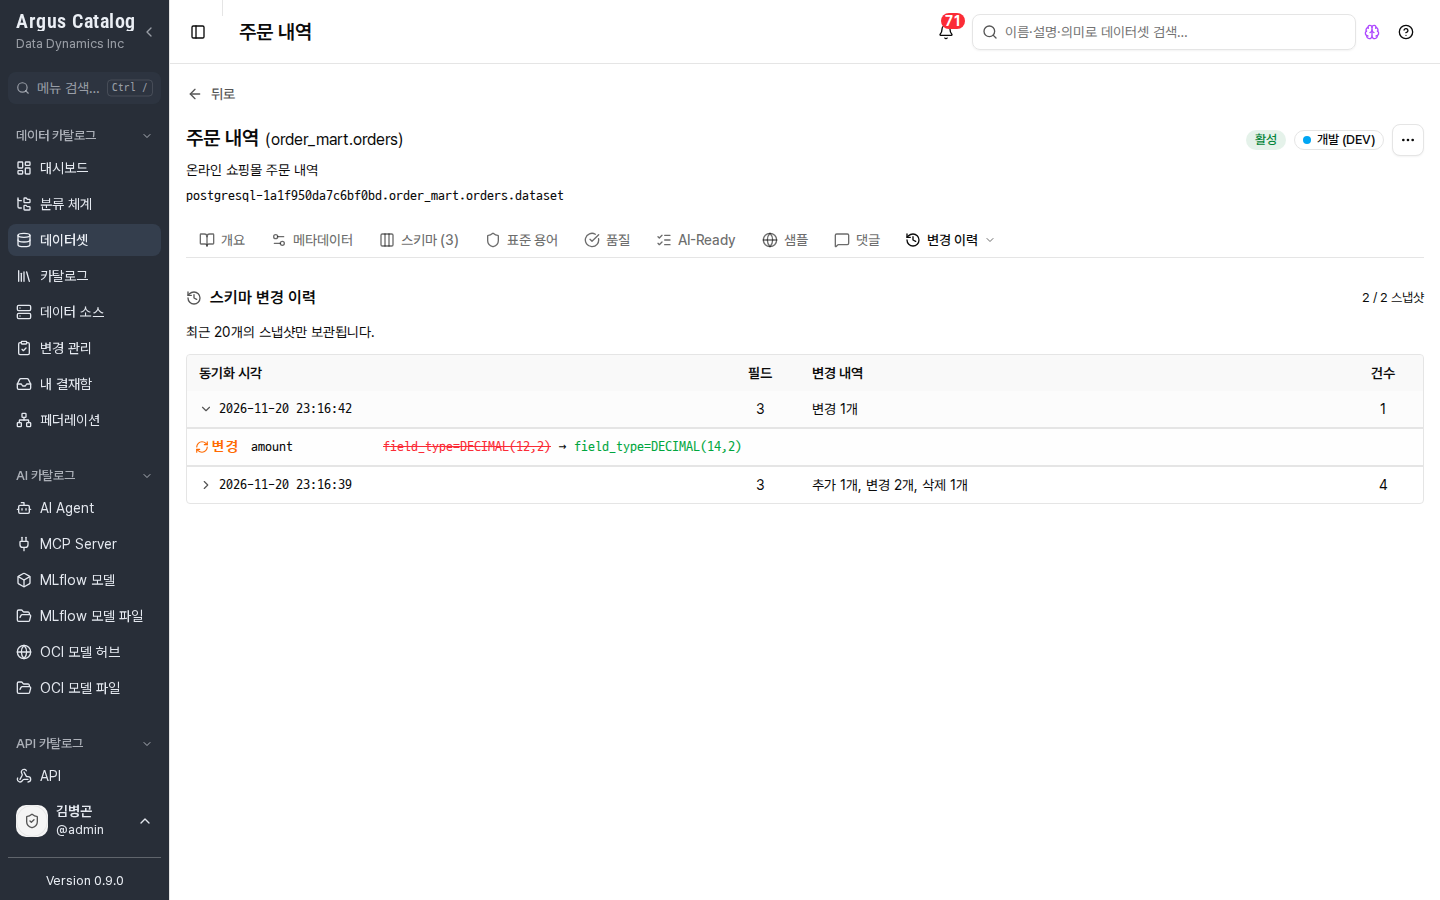 Argus Catalog
Data Dynamics Inc
메뉴 검색... Ctrl /
데이터 카탈로그
대시보드
분류 체계
데이터셋
카탈로그
데이터 소스
변경 관리
내 결재함
페더레이션
AI 카탈로그
AI Agent
MCP Server
MLflow 모델
MLflow 모델 파일
OCI 모델 허브
OCI 모델 파일
API 카탈로그
API
김병곤
@admin
Version 0.9.0
주문 내역
71
이름·설명·의미로 데이터셋 검색...
뒤로
주문 내역 (order_mart.orders)
활성
개발 (DEV)
온라인 쇼핑몰 주문 내역
postgresql-1a1f950da7c6bf0bd.order_mart.orders.dataset
개요 메타데이터 스키마 (3) 표준 용어 품질 AI-Ready 샘플 댓글 변경 이력
스키마 변경 이력
2 / 2 스냅샷
최근 20개의 스냅샷만 보관됩니다.
동기화 시각 필드 변경 내역 건수
2026-11-20 23:16:42 3 변경 1개 1
변경 amount field_type=DECIMAL(12,2) → field_type=DECIMAL(14,2)
2026-11-20 23:16:39 3 추가 1개, 변경 2개, 삭제 1개 4